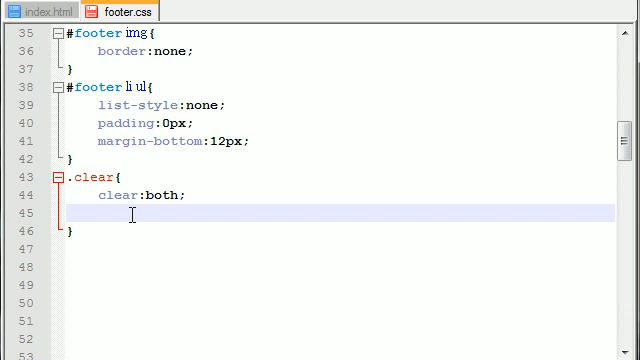 index.html footer.css
35 #footer img{
36 border:none;
37 }
38 #footer li ul{
39 list-style:none;
40 padding:0px;
41 margin-bottom:12px;
42 }
43 .clear{
44 clear:both;
45
46 }
47
48
49
50
51
52
53